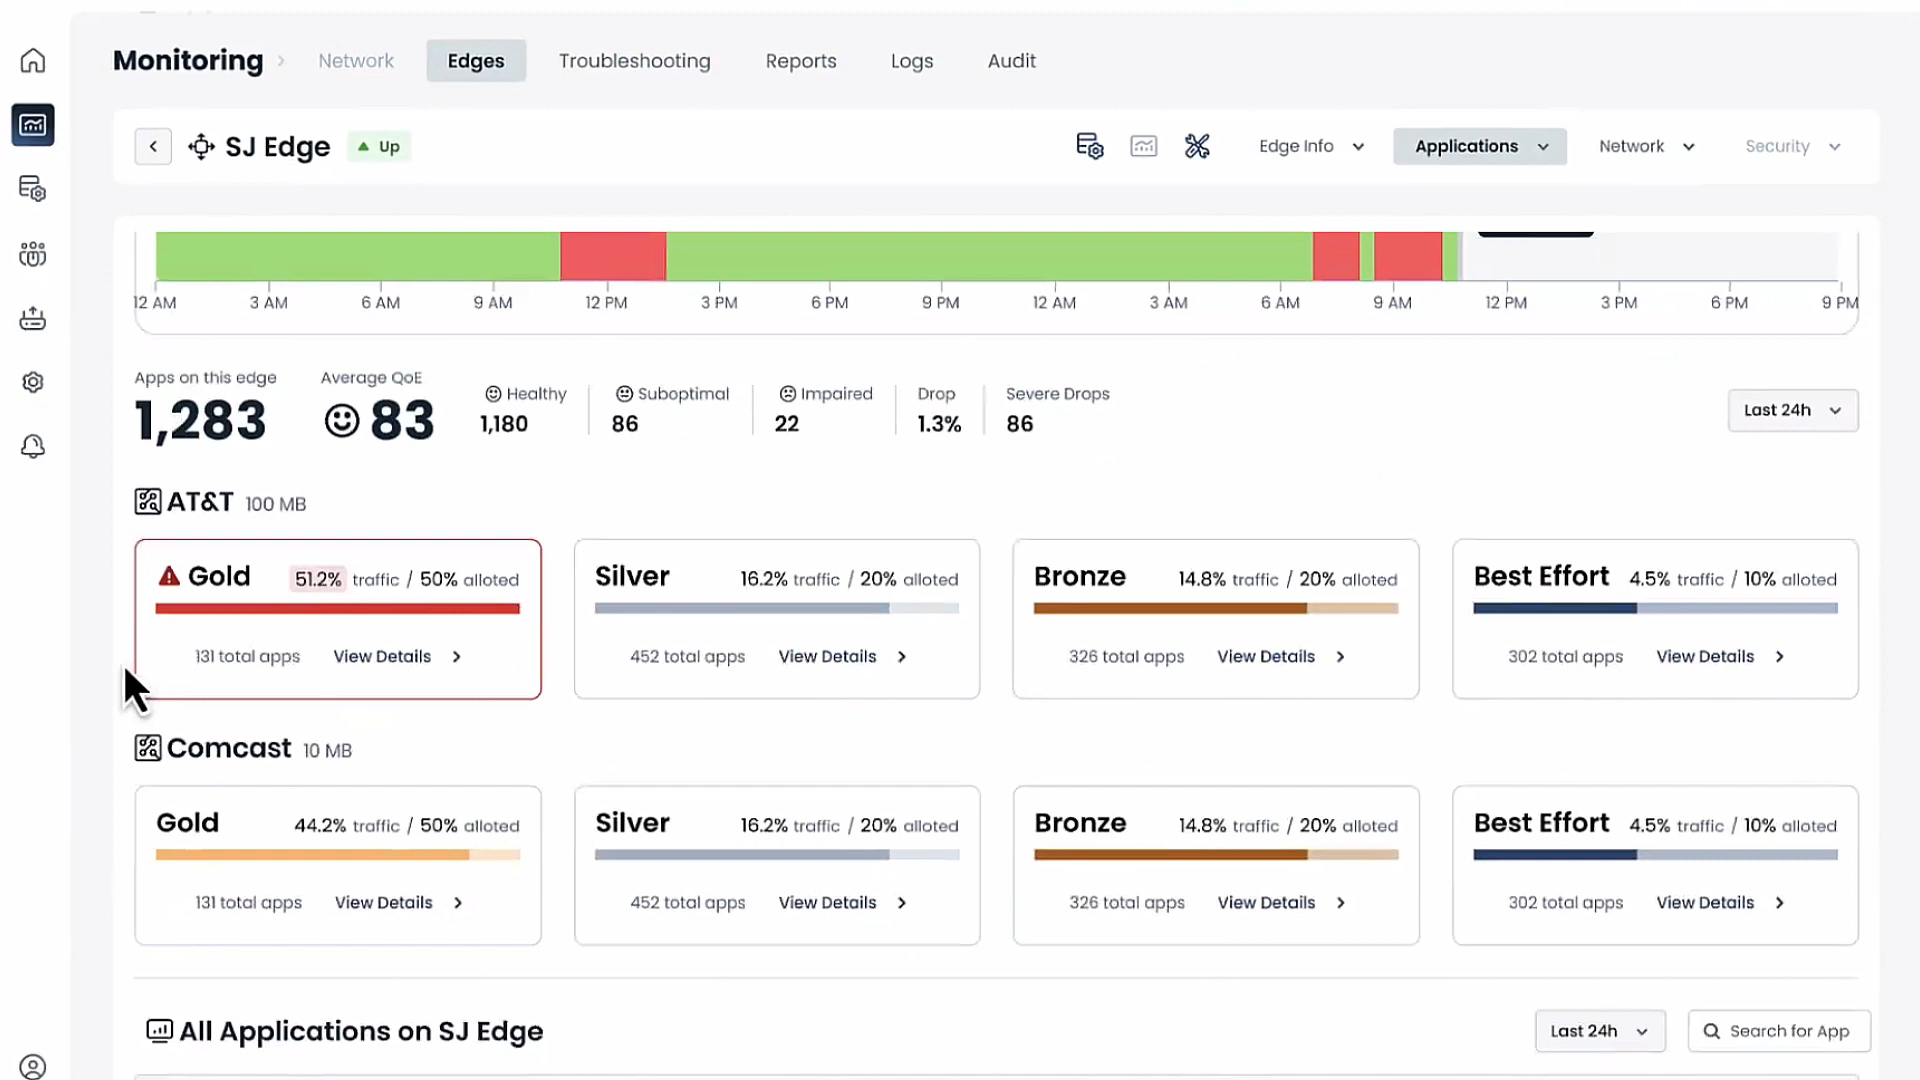 Monitoring Network Edges Troubleshooting Reports Logs Audit
SJ Edge Up Edge Info Applications Network Security
12 AM 3 AM 6 AM 9 AM 12 PM 3 PM 6 PM 9 PM 12 AM 3 AM 6 AM 9 AM 12 PM 3 PM 6 PM 9 PM
Apps on this edge Average QoE Healthy Suboptimal Impaired Drop Severe Drops
1,283 83 1,180 86 22 1.3% 86 Last 24h
AT&T 100 MB
Gold 51.2% traffic / 50% alloted Silver 16.2% traffic / 20% alloted Bronze 14.8% traffic / 20% alloted Best Effort 4.5% traffic / 10% alloted
131 total apps View Details 452 total apps View Details 326 total apps View Details 302 total apps View Details
Comcast 10 MB
Gold 44.2% traffic / 50% alloted Silver 16.2% traffic / 20% alloted Bronze 14.8% traffic / 20% alloted Best Effort 4.5% traffic / 10% alloted
131 total apps View Details 452 total apps View Details 326 total apps View Details 302 total apps View Details
All Applications on SJ Edge Last 24h Search for App